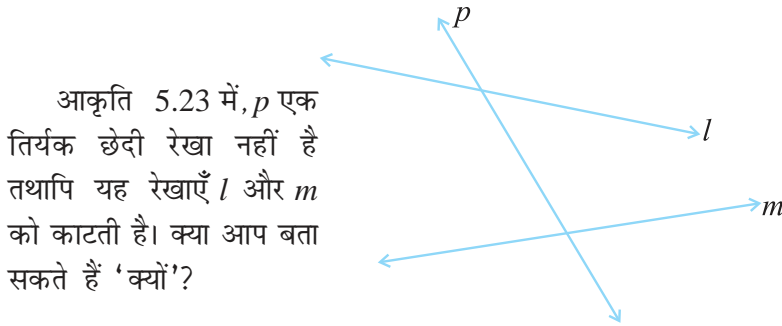 p
आकृति 5.23 में, p एक
तिर्यक छेदी रेखा नहीं है
तथापि यह रेखाएँ l और m
को काटती है। क्या आप बता
सकते हैं ‘क्यों’?
l
m